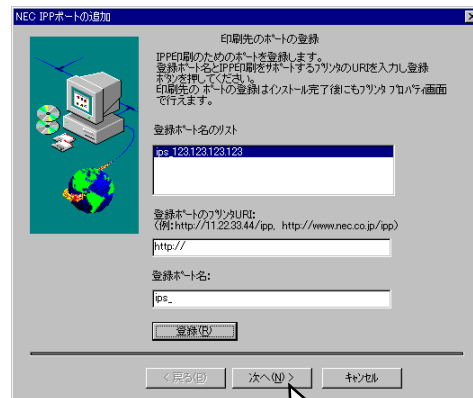 NEC IPPポートの追加
印刷先のポートの登録
IPP印刷のためのポートを登録します。
登録ポート名とIPP印刷をサポートするプリンタのURIを入力し登録
ボタンを押してください。
印刷先の ポートの登録はインストール完了後にもプリンタ プロパティ画面
で行えます。
登録ポート名のリスト
ips_123.123.123.123
登録ポートのプリンタURI:
(例:http://11.22.33.44/ipp, http://www.nec.co.jp/ipp)
http://
登録ポート名:
ips_
登録(R)
< 戻る(B)
次へ(N) >
キャンセル